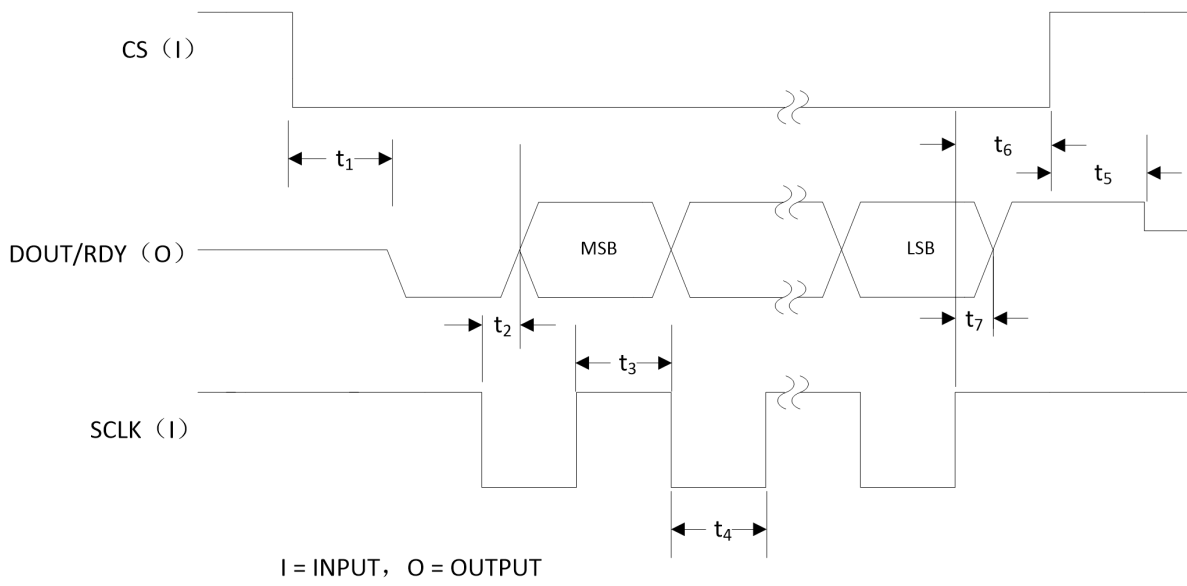 CS（I）
t1
t6
t5
DOUT/RDY（O）
MSB
LSB
t2
t7
t3
SCLK（I）
t4
I = INPUT， O = OUTPUT